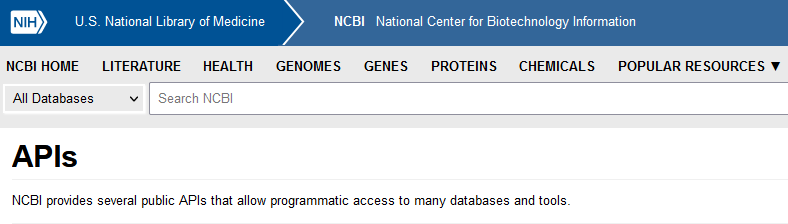 NIH U.S. National Library of Medicine NCBI National Center for Biotechnology Information
NCBI HOME LITERATURE HEALTH GENOMES GENES PROTEINS CHEMICALS POPULAR RESOURCES ▼
All Databases Search NCBI
APIs
NCBI provides several public APIs that allow programmatic access to many databases and tools.